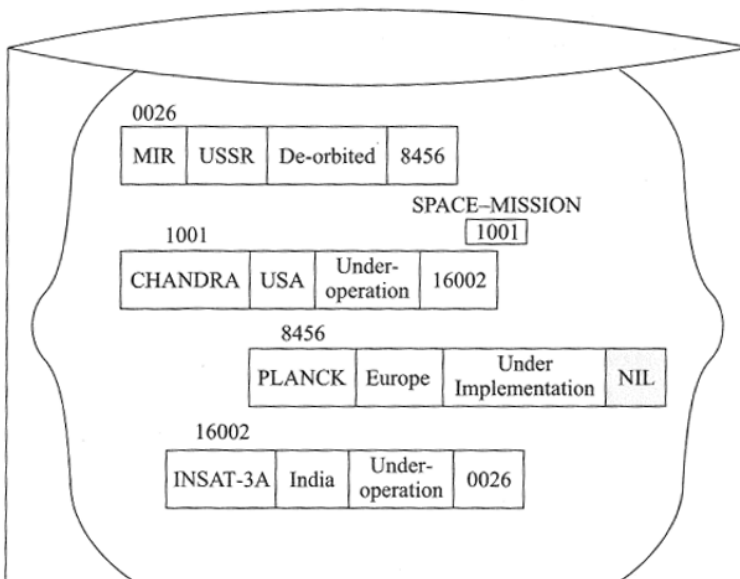 0026
MIR USSR De-orbited 8456
SPACE–MISSION
1001
1001
CHANDRA USA Under-
operation 16002
8456
PLANCK Europe Under
Implementation NIL
16002
INSAT-3A India Under-
operation 0026